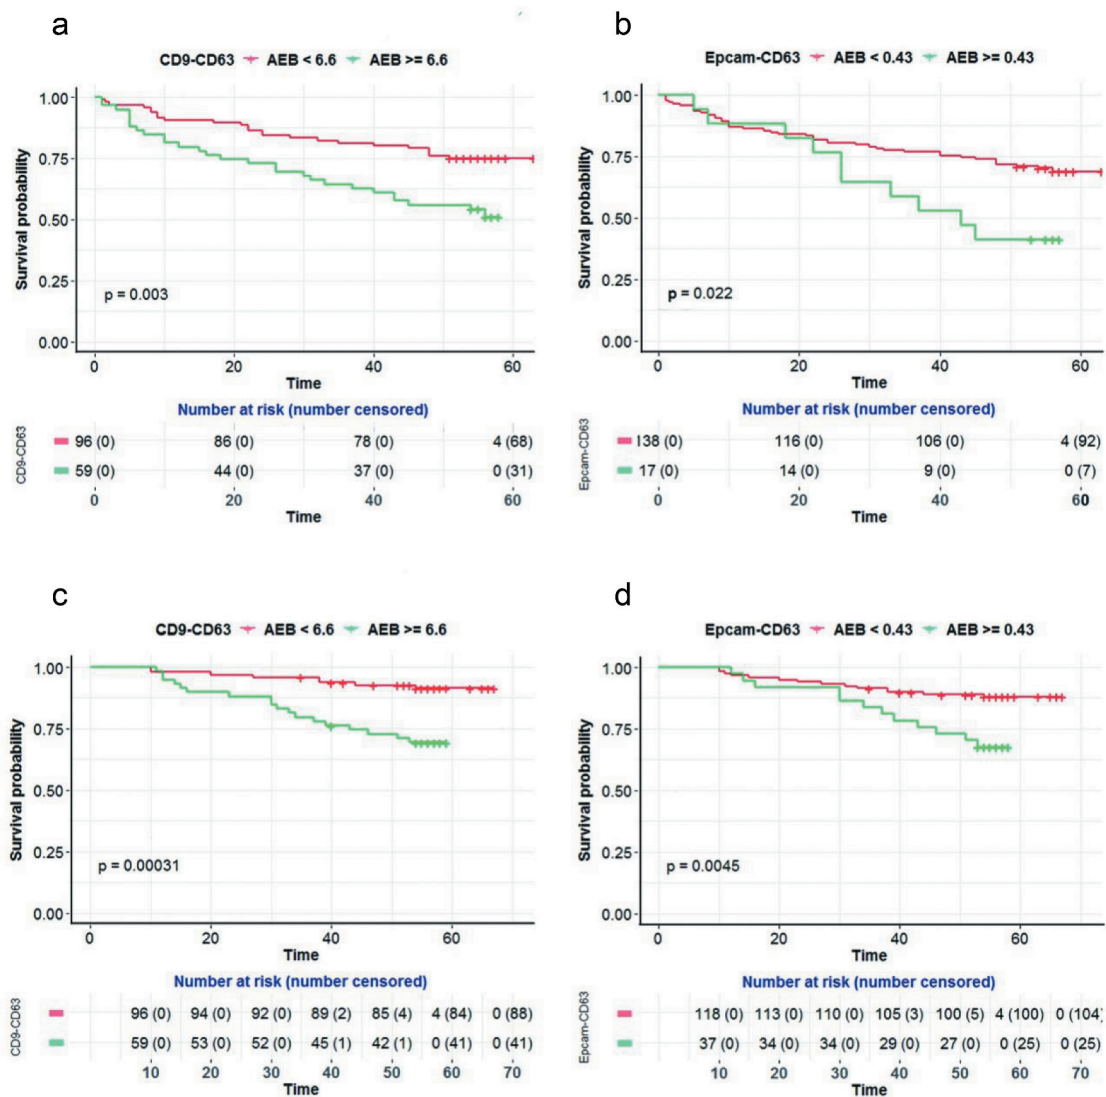 a
CD9-CD63 AEB < 6.6 AEB >= 6.6
Survival probability
1.00
0.75
0.50
0.25
0.00
p = 0.003
0 20 40 60
Time
Number at risk (number censored)
CD9-CD63
96 (0) 86 (0) 78 (0) 4 (68)
59 (0) 44 (0) 37 (0) 0 (31)
0 20 40 60
Time
b
Epcam-CD63 AEB < 0.43 AEB >= 0.43
Survival probability
1.00
0.75
0.50
0.25
0.00
p = 0.022
0 20 40 60
Time
Number at risk (number censored)
Epcam-CD63
138 (0) 116 (0) 106 (0) 4 (92)
17 (0) 14 (0) 9 (0) 0 (7)
0 20 40 60
Time
c
CD9-CD63 AEB < 6.6 AEB >= 6.6
Survival probability
1.00
0.75
0.50
0.25
0.00
p = 0.00031
0 20 40 60
Time
Number at risk (number censored)
CD9-CD63
96 (0) 94 (0) 92 (0) 89 (2) 85 (4) 4 (84) 0 (88)
59 (0) 53 (0) 52 (0) 45 (1) 42 (1) 0 (41) 0 (41)
10 20 30 40 50 60 70
Time
d
Epcam-CD63 AEB < 0.43 AEB >= 0.43
Survival probability
1.00
0.75
0.50
0.25
0.00
p = 0.0045
0 20 40 60
Time
Number at risk (number censored)
Epcam-CD63
118 (0) 113 (0) 110 (0) 105 (3) 100 (5) 4 (100) 0 (104)
37 (0) 34 (0) 34 (0) 29 (0) 27 (0) 0 (25) 0 (25)
10 20 30 40 50 60 70
Time